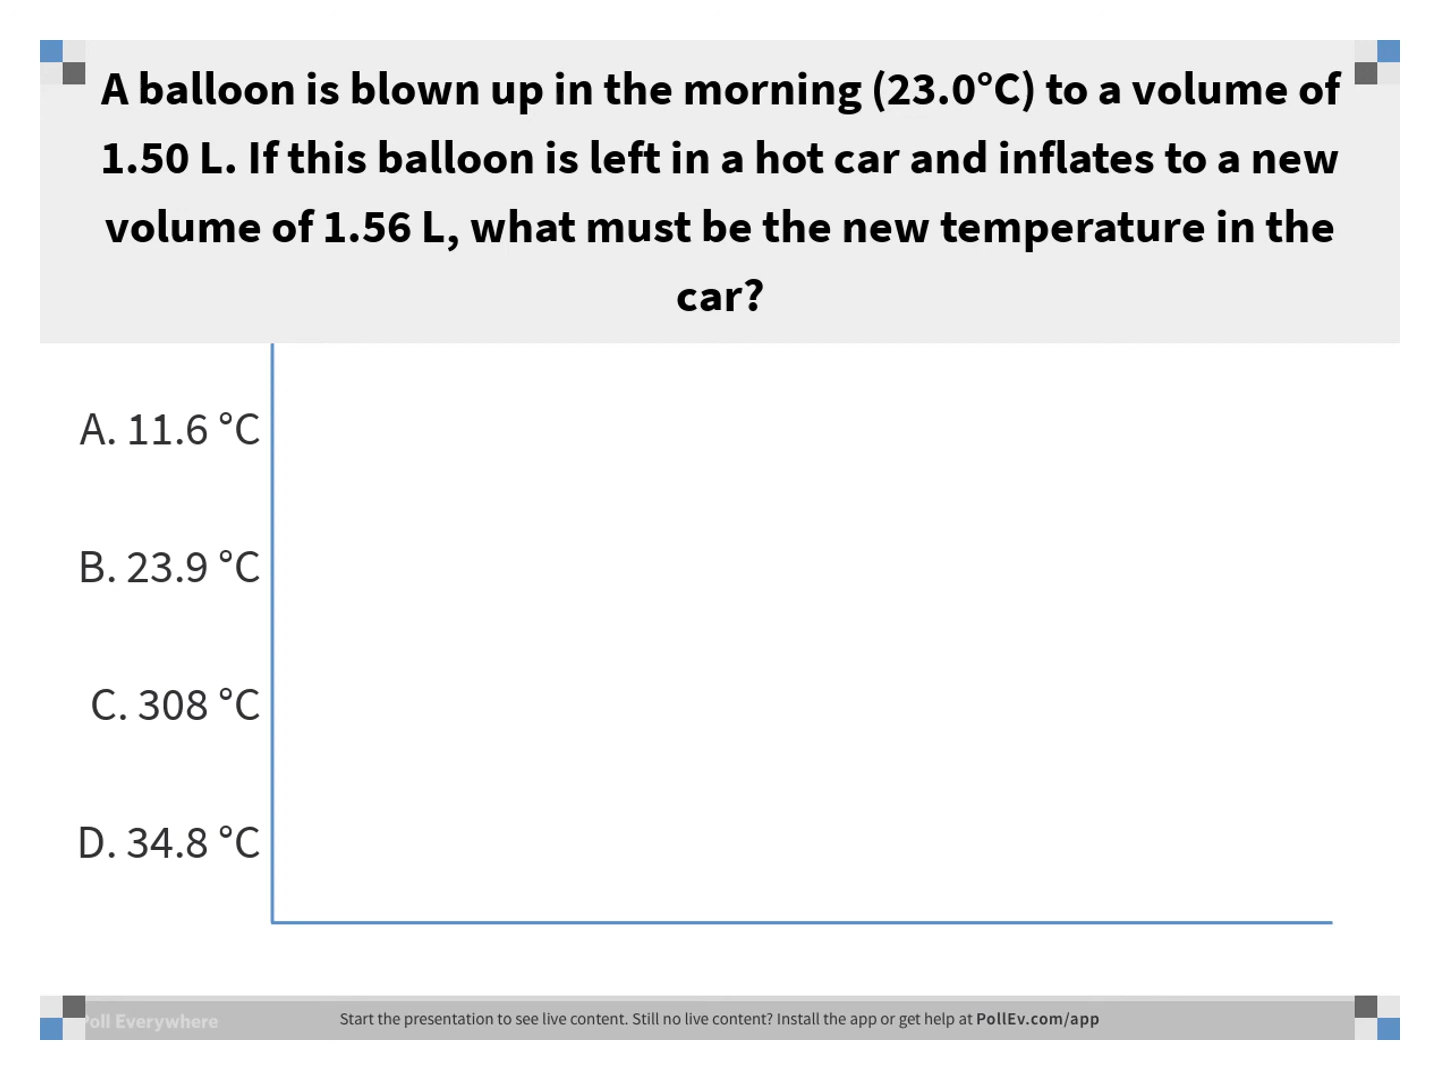 A balloon is blown up in the morning (23.0°C) to a volume of
1.50 L. If this balloon is left in a hot car and inflates to a new
volume of 1.56 L, what must be the new temperature in the
car?
A. 11.6 °C
B. 23.9 °C
C. 308 °C
D. 34.8 °C
Poll Everywhere
Start the presentation to see live content. Still no live content? Install the app or get help at PollEv.com/app